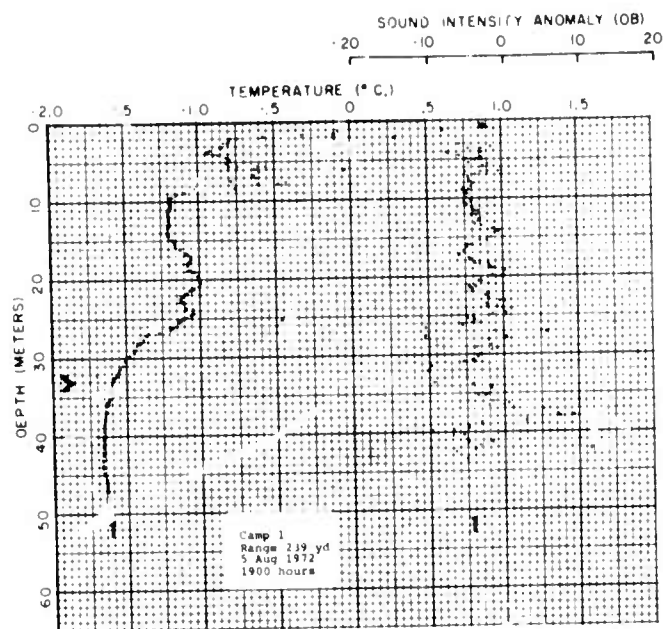 SOUND INTENSITY ANOMALY (DB)
-20 -10 0 10 20
TEMPERATURE (°C.)
-2.0 -1.5 -1.0 -.5 0 .5 1.0 1.5
0
10
20
DEPTH (METERS)
30
40
50
60
1 1
Camp 1
Range 239 yd
5 Aug 1972
1900 hours